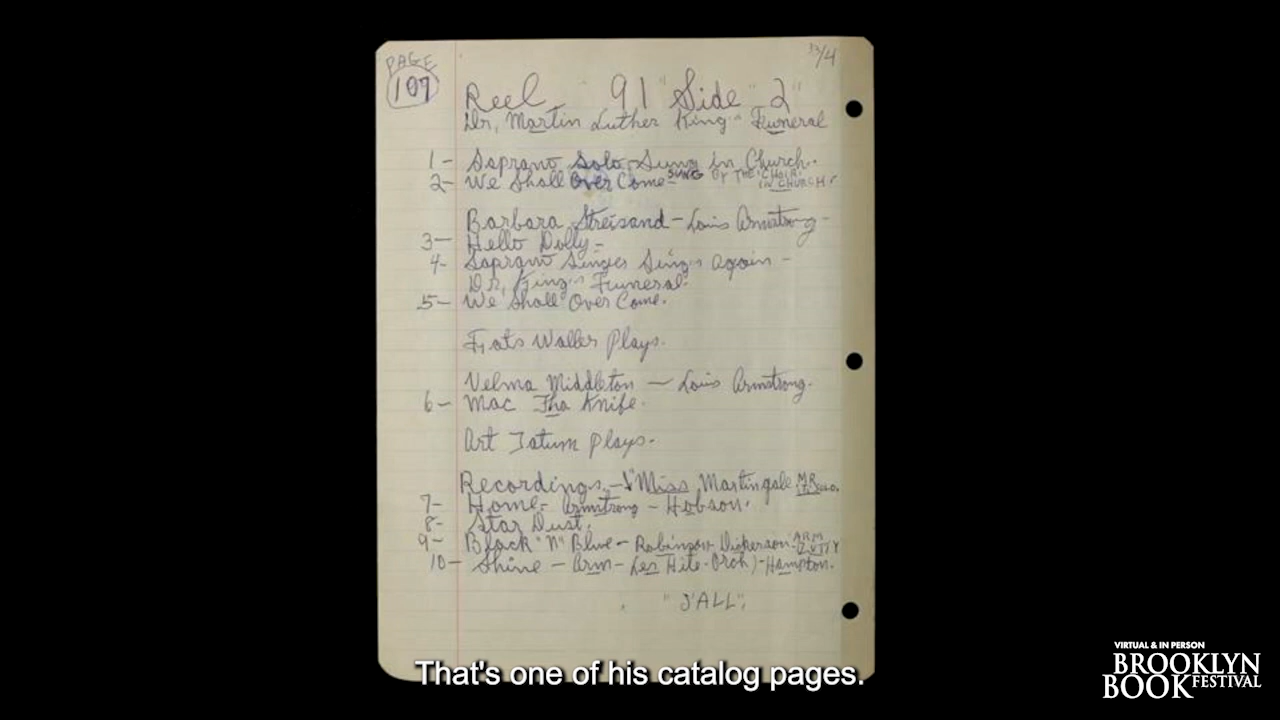 PAGE
107
33/4
Reel 91 "Side 2"
Dr, Martin Luther King's Funeral
1- Soprano Solo - Sung In Church.
2- We Shall Over Come - SUNG BY THE CHOIR
IN CHURCH.
Barbara Streisand - Louis Armstrong -
3- Hello Dolly -
4- Soprano Singer Sings again -
Dr, King's Funeral.
5- We Shall Over Come.
Fats Waller Plays.
Velma Middleton - Louis Armstrong.
6- Mac Tha Knife.
Art Tatum Plays.
Recordings - "Miss Martingale
7- Home - Armstrong - Hobson.
8- Star Dust.
9- Black "N" Blue - Robinson - Dickerson - ARM
ZUTTY
10- Shine - Arm - Les Hite - Orch) - Hampton.
"S'ALL".
That's one of his catalog pages.
VIRTUAL & IN PERSON
BROOKLYN
BOOK FESTIVAL